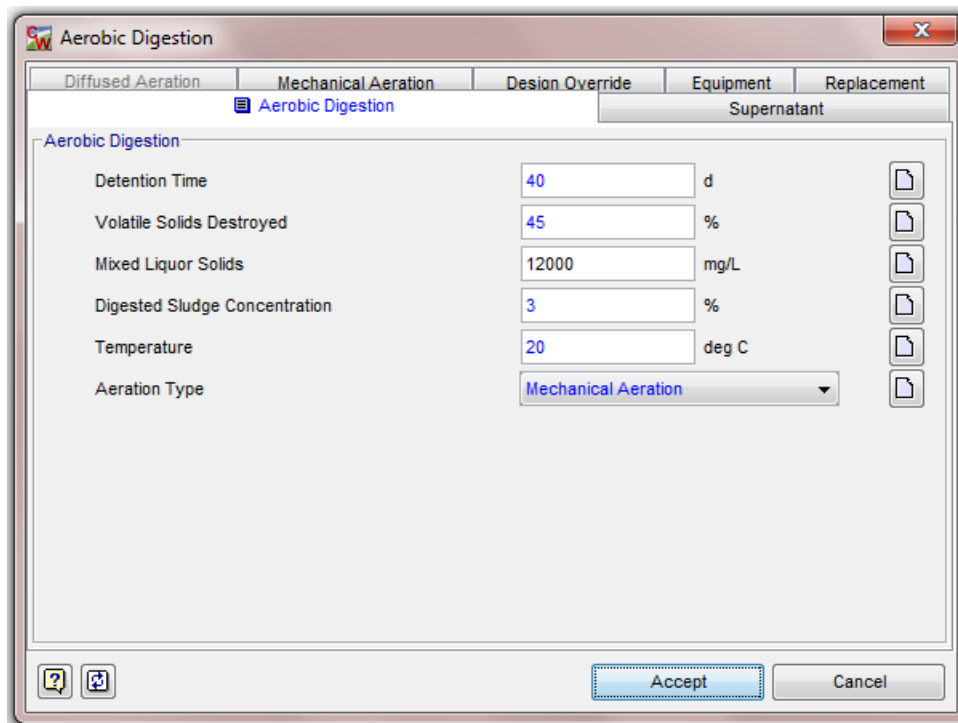 CW Aerobic Digestion
Diffused Aeration Mechanical Aeration Design Override Equipment Replacement
Aerobic Digestion Supernatant
Aerobic Digestion
Detention Time 40 d
Volatile Solids Destroyed 45 %
Mixed Liquor Solids 12000 mg/L
Digested Sludge Concentration 3 %
Temperature 20 deg C
Aeration Type Mechanical Aeration
? Accept Cancel